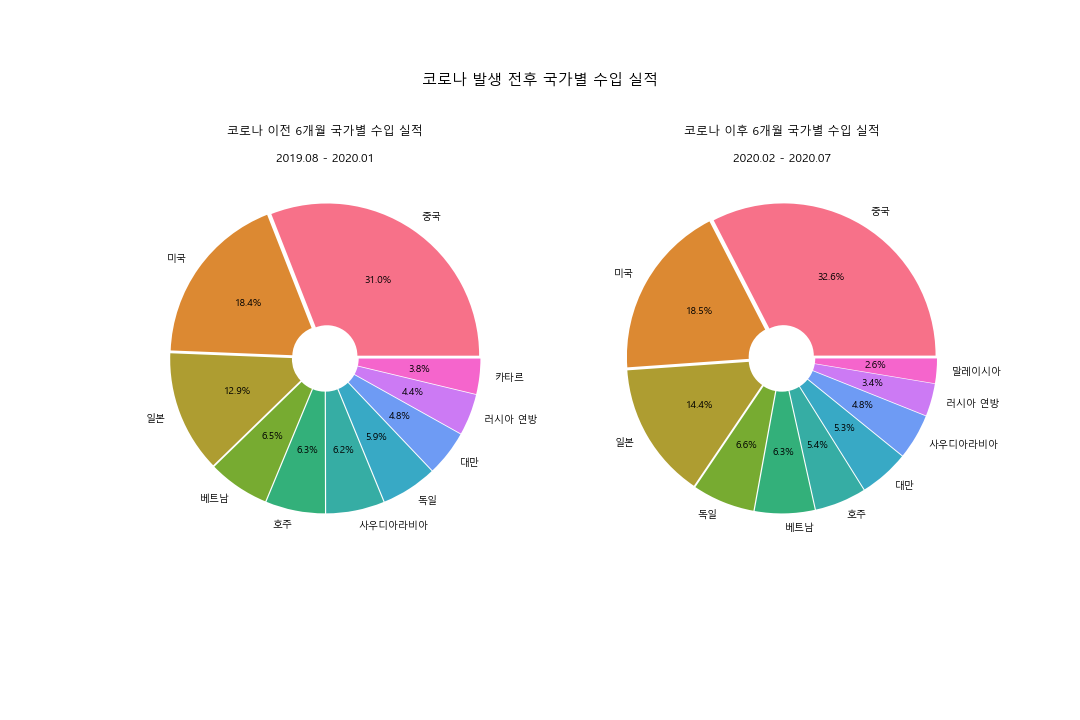 코로나 발생 전후 국가별 수입 실적
코로나 이전 6개월 국가별 수입 실적
2019.08 - 2020.01
중국
31.0%
미국
18.4%
일본
12.9%
베트남
6.5%
호주
6.3%
사우디아라비아
6.2%
독일
5.9%
대만
4.8%
러시아 연방
4.4%
카타르
3.8%
코로나 이후 6개월 국가별 수입 실적
2020.02 - 2020.07
중국
32.6%
미국
18.5%
일본
14.4%
독일
6.6%
베트남
6.3%
호주
5.4%
대만
5.3%
사우디아라비아
4.8%
러시아 연방
3.4%
말레이시아
2.6%